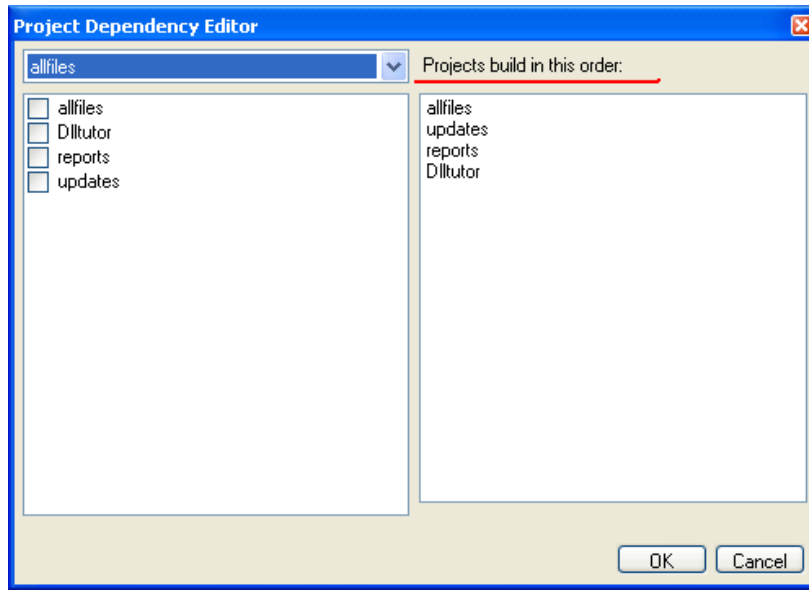 Project Dependency Editor
allfiles
Projects build in this order:
allfiles
Dlltutor
reports
updates
allfiles
updates
reports
Dlltutor
OK
Cancel